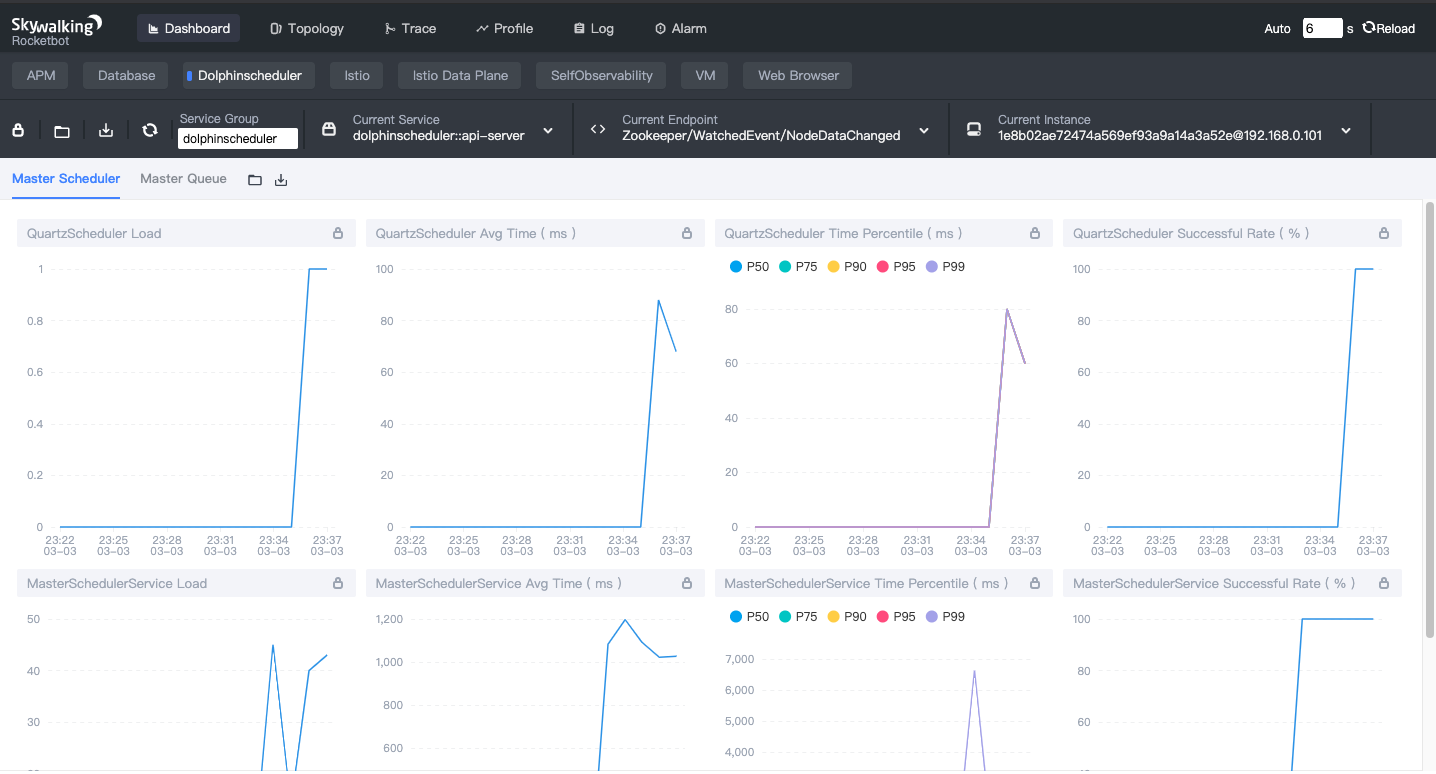 Skywalking
Rocketbot
Dashboard Topology Trace Profile Log Alarm
Auto 6 s Reload
APM Database Dolphinscheduler Istio Istio Data Plane SelfObservability VM Web Browser
Service Group
dolphinscheduler
Current Service
dolphinscheduler::api-server
Current Endpoint
Zookeeper/WatchedEvent/NodeDataChanged
Current Instance
1e8b02ae72474a569ef93a9a14a3a52e@192.168.0.101
Master Scheduler Master Queue
QuartzScheduler Load
1
0.8
0.6
0.4
0.2
0
23:22 23:25 23:28 23:31 23:34 23:37
03-03 03-03 03-03 03-03 03-03 03-03
QuartzScheduler Avg Time ( ms )
100
80
60
40
20
0
23:22 23:25 23:28 23:31 23:34 23:37
03-03 03-03 03-03 03-03 03-03 03-03
QuartzScheduler Time Percentile ( ms )
P50 P75 P90 P95 P99
80
60
40
20
0
23:22 23:25 23:28 23:31 23:34 23:37
03-03 03-03 03-03 03-03 03-03 03-03
QuartzScheduler Successful Rate ( % )
100
80
60
40
20
0
23:22 23:25 23:28 23:31 23:34 23:37
03-03 03-03 03-03 03-03 03-03 03-03
MasterSchedulerService Load
50
40
30
MasterSchedulerService Avg Time ( ms )
1,200
1,000
800
600
MasterSchedulerService Time Percentile ( ms )
P50 P75 P90 P95 P99
7,000
6,000
5,000
4,000
MasterSchedulerService Successful Rate ( % )
100
80
60